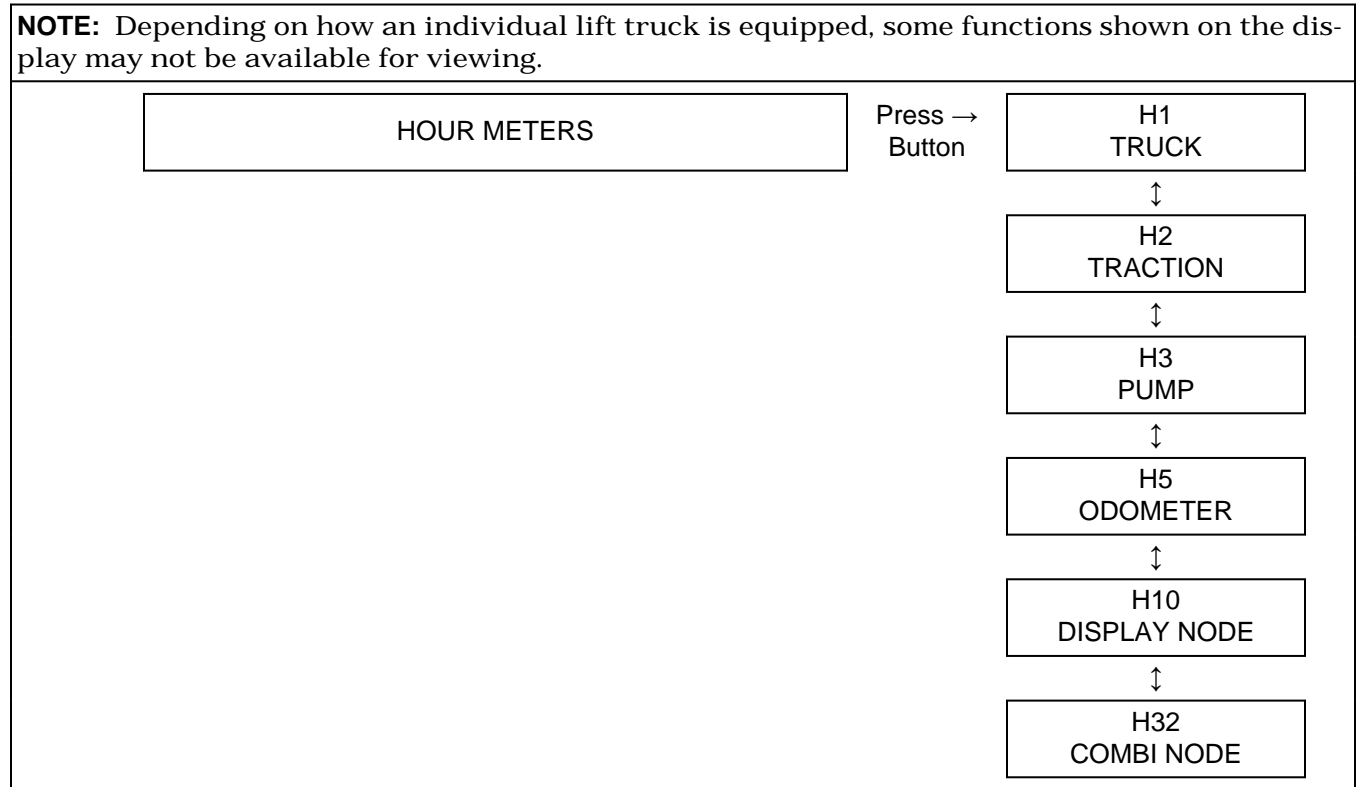 NOTE: Depending on how an individual lift truck is equipped, some functions shown on the dis-
play may not be available for viewing.
HOUR METERS
Press →
Button
H1
TRUCK
↕
H2
TRACTION
↕
H3
PUMP
↕
H5
ODOMETER
↕
H10
DISPLAY NODE
↕
H32
COMBI NODE